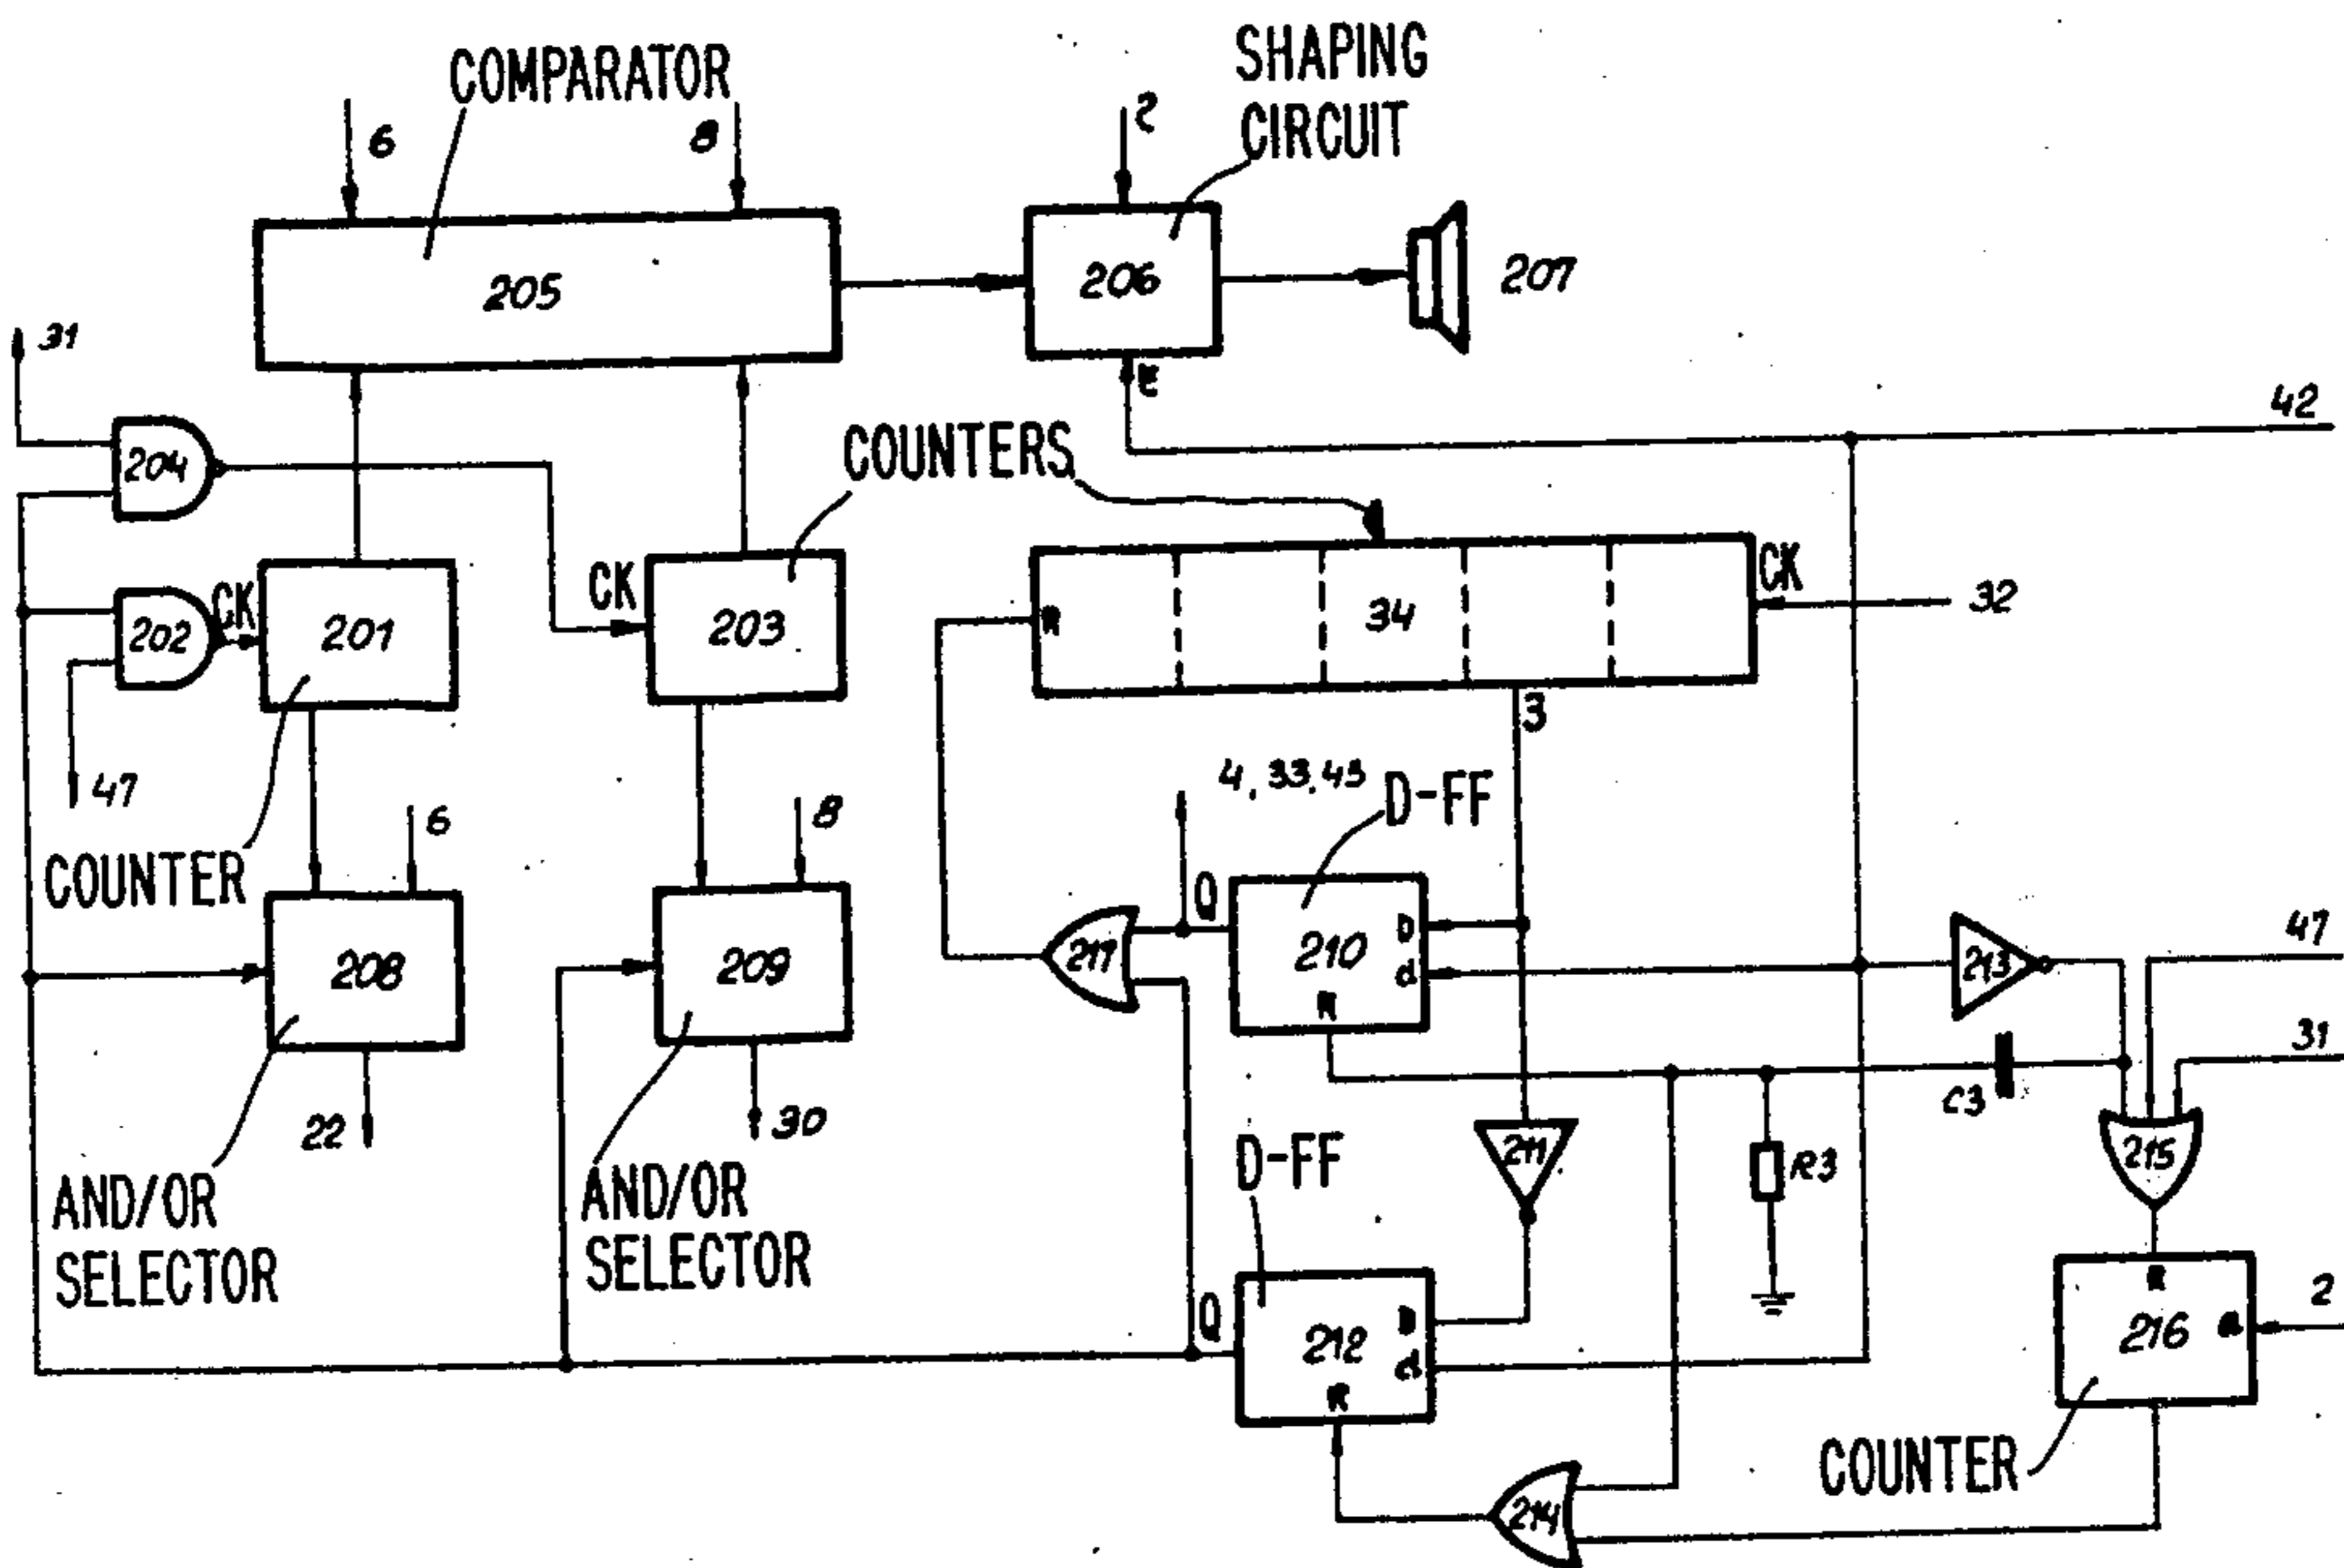 COMPARATOR
SHAPING
CIRCUIT
6
8
2
205
206
207
31
E
42
204
COUNTERS
CK
202
CK
201
CK
203
R
34
32
47
3
4, 33, 43
D-FF
COUNTER
6
8
Q
208
209
217
210
D
R
213
47
31
22
30
C3
AND/OR
SELECTOR
AND/OR
SELECTOR
D-FF
211
R3
215
Q
212
D
R
R
216
2
COUNTER
214